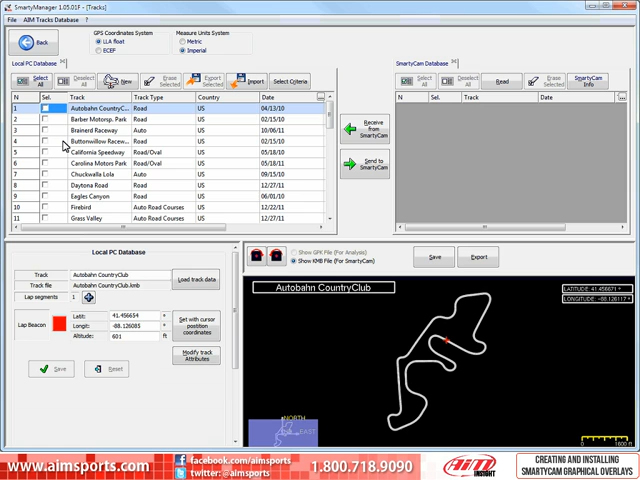 SmartyManager 1.05.01F - [Tracks]
File AIM Tracks Database ?
Back
GPS Coordinates System
LLA float
ECEF
Measure Units System
Metric
Imperial
Local PC Database
SmartyCam Database
Select All
Deselect All
New
Erase Selected
Export Selected
Import
Select Criteria
Select All
Deselect All
Read
Erase Selected
SmartyCam Info
N Sel. Track Track Type Country Date
1 Autobahn CountryC... Road US 04/13/10
2 Barber Motorsp. Park Road US 02/15/10
3 Brainerd Raceway Auto US 10/06/11
4 Buttonwillow Racew... Road US 02/15/10
5 California Speedway Road/Oval US 05/18/10
6 Carolina Motors Park Road/Oval US 05/18/10
7 Chuckwalla Lola Auto US 02/15/10
8 Daytona Road Road US 12/27/11
9 Eagles Canyon Road US 06/01/10
10 Firebird Auto Road Courses US 12/22/11
11 Grass Valley Auto Road Courses US 12/27/11
N Sel. Track Date
Receive from SmartyCam
Send to SmartyCam
Local PC Database
Track Autobahn CountryClub
Track file Autobahn CountryClub.kmb
Lap segments 1
Load track data
Lap Beacon
Latit: 41.456654 °
Longit: -88.126085 °
Altitude: 601 ft
Set with cursor position coordinates
Modify track Attributes
Save
Reset
Show GPK File (For Analysis)
Show KMB File (For SmartyCam)
Save
Export
Autobahn CountryClub
LATITUDE: 41.456671 °
LONGITUDE: -88.126117 °
NORTH
EAST
1600 ft
www.aimsports.com
facebook.com/aimsports
twitter: @aimsports
1.800.718.9090
AiM
INSIGHT
CREATING AND INSTALLING
SMARTYCAM GRAPHICAL OVERLAYS